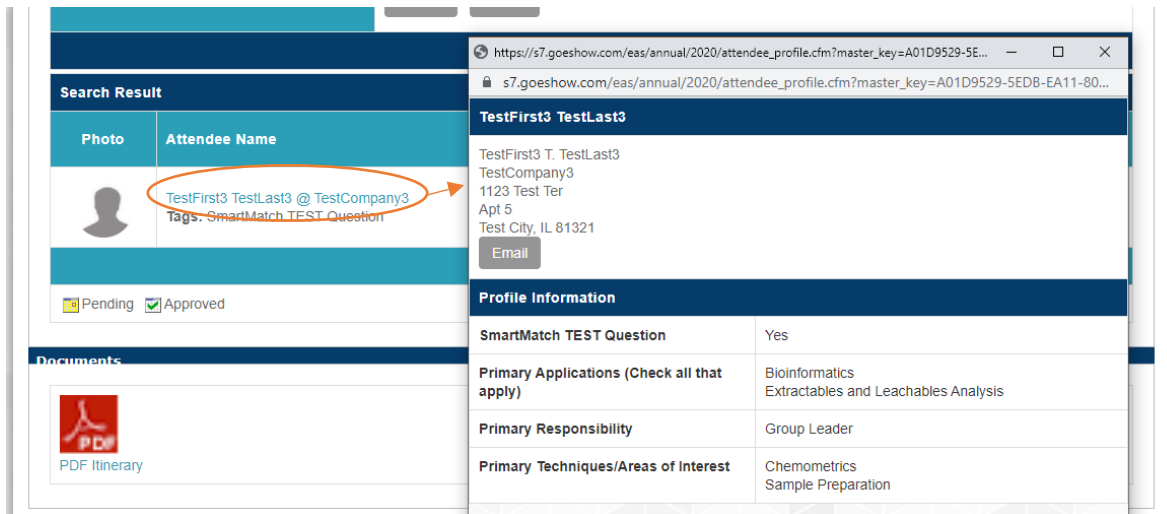 Search Result
Photo
Attendee Name
TestFirst3 TestLast3 @ TestCompany3
Tags: SmartMatch TEST Question
Pending
Approved
Documents
PDF
PDF Itinerary
https://s7.goeshow.com/eas/annual/2020/attendee_profile.cfm?master_key=A01D9529-5E...
s7.goeshow.com/eas/annual/2020/attendee_profile.cfm?master_key=A01D9529-5EDB-EA11-80...
TestFirst3 TestLast3
TestFirst3 T. TestLast3
TestCompany3
1123 Test Ter
Apt 5
Test City, IL 81321
Email
Profile Information
SmartMatch TEST Question
Yes
Primary Applications (Check all that
apply)
Bioinformatics
Extractables and Leachables Analysis
Primary Responsibility
Group Leader
Primary Techniques/Areas of Interest
Chemometrics
Sample Preparation